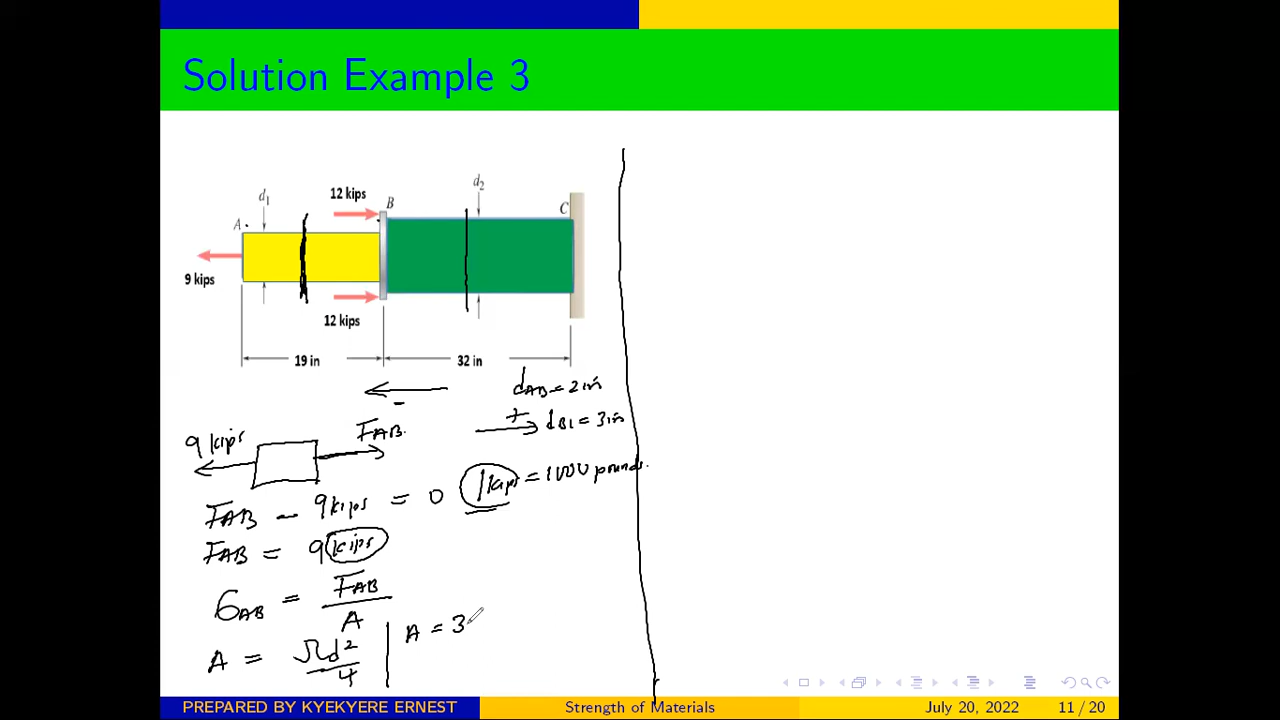 Solution Example 3
d1
12 kips
B
d2
C
A
9 kips
12 kips
19 in
32 in
dAB = 2 in
-
+
dBC = 3 in
9 kips
FAB
1 kips = 1000 pounds.
FAB - 9 kips = 0
FAB = 9 kips
σAB = FAB
A
A = πd²
4
A = 3
PREPARED BY KYEKYERE ERNEST
Strength of Materials
July 20, 2022
11 / 20